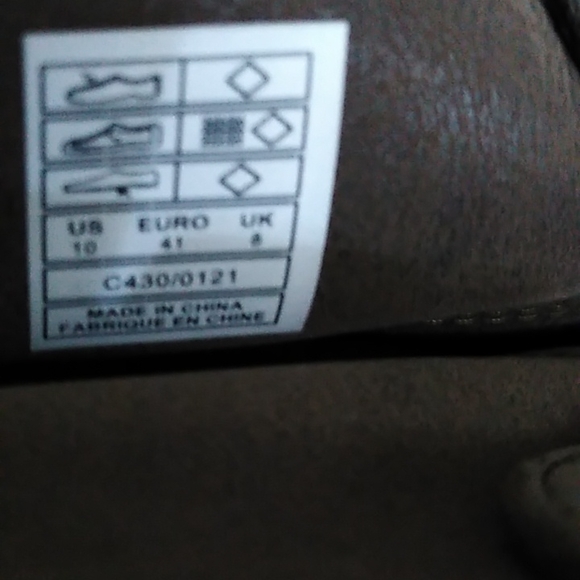 US EURO UK
10 41 8
C430/0121
MADE IN CHINA
FABRIQUE EN CHINE